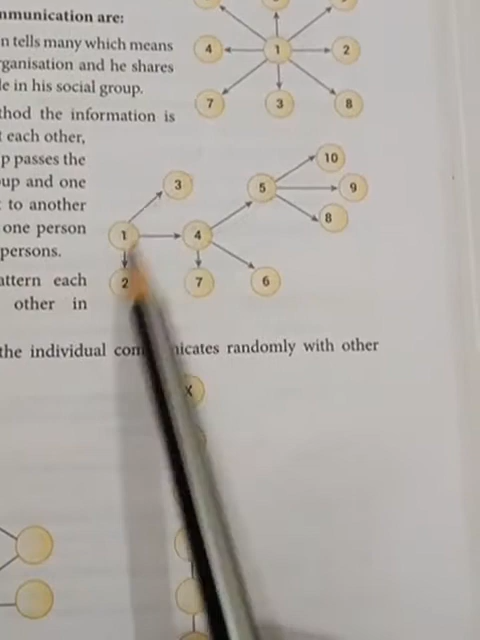 mmunication are:
n tells many which means
rganisation and he shares
le in his social group.
4 1 2
7 3 8
thod the information is
t each other,
p passes the
up and one
to another
one person
persons.
3 5 10 9 8
1 4
2 7 6
attern each
other in
the individual com nicates randomly with other
X